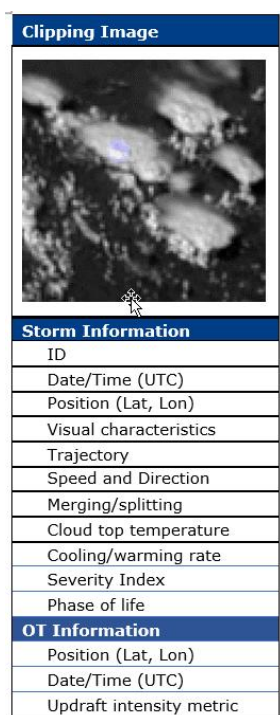 Clipping Image
Storm Information
ID
Date/Time (UTC)
Position (Lat, Lon)
Visual characteristics
Trajectory
Speed and Direction
Merging/splitting
Cloud top temperature
Cooling/warming rate
Severity Index
Phase of life
OT Information
Position (Lat, Lon)
Date/Time (UTC)
Updraft intensity metric